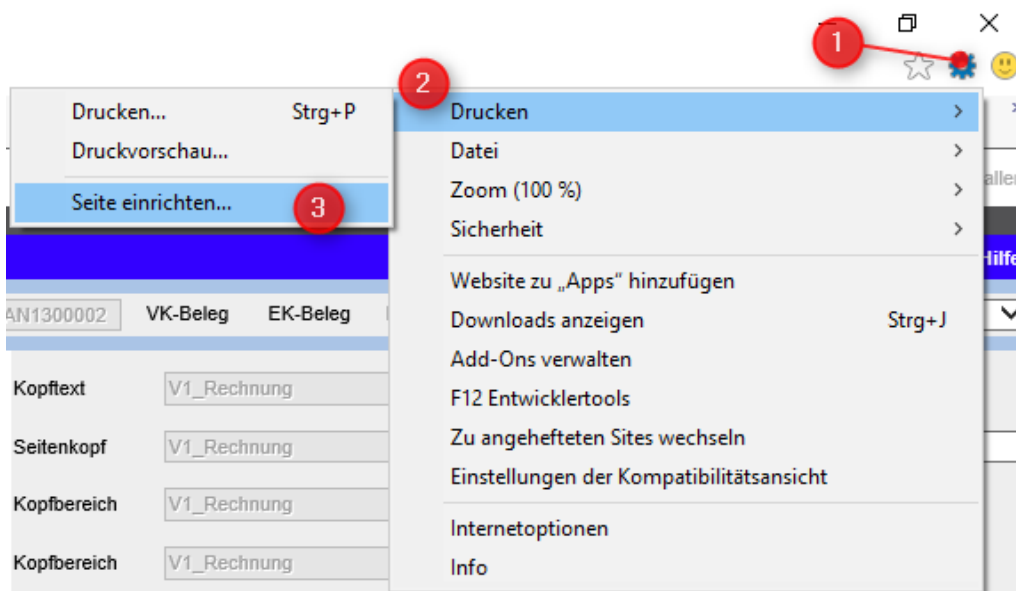 1
2
Drucken... Strg+P
Druckvorschau...
Seite einrichten...
3
Drucken
Datei
Zoom (100 %)
Sicherheit
Website zu „Apps“ hinzufügen
Downloads anzeigen Strg+J
Add-Ons verwalten
F12 Entwicklertools
Zu angehefteten Sites wechseln
Einstellungen der Kompatibilitätsansicht
Internetoptionen
Info
Hilfe
AN1300002 VK-Beleg EK-Beleg
Kopftext V1_Rechnung
Seitenkopf V1_Rechnung
Kopfbereich V1_Rechnung
Kopfbereich V1_Rechnung